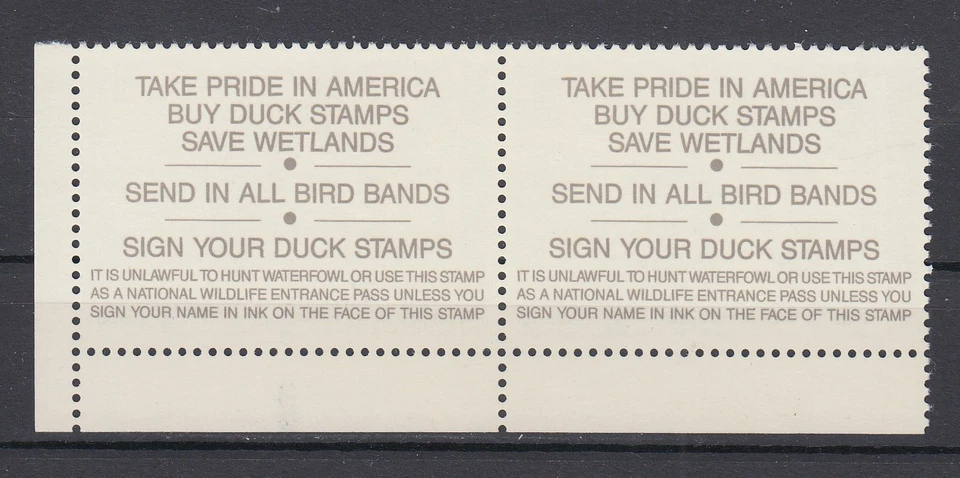 TAKE PRIDE IN AMERICA
BUY DUCK STAMPS
SAVE WETLANDS
SEND IN ALL BIRD BANDS
SIGN YOUR DUCK STAMPS
IT IS UNLAWFUL TO HUNT WATERFOWL OR USE THIS STAMP
AS A NATIONAL WILDLIFE ENTRANCE PASS UNLESS YOU
SIGN YOUR NAME IN INK ON THE FACE OF THIS STAMP
TAKE PRIDE IN AMERICA
BUY DUCK STAMPS
SAVE WETLANDS
SEND IN ALL BIRD BANDS
SIGN YOUR DUCK STAMPS
IT IS UNLAWFUL TO HUNT WATERFOWL OR USE THIS STAMP
AS A NATIONAL WILDLIFE ENTRANCE PASS UNLESS YOU
SIGN YOUR NAME IN INK ON THE FACE OF THIS STAMP